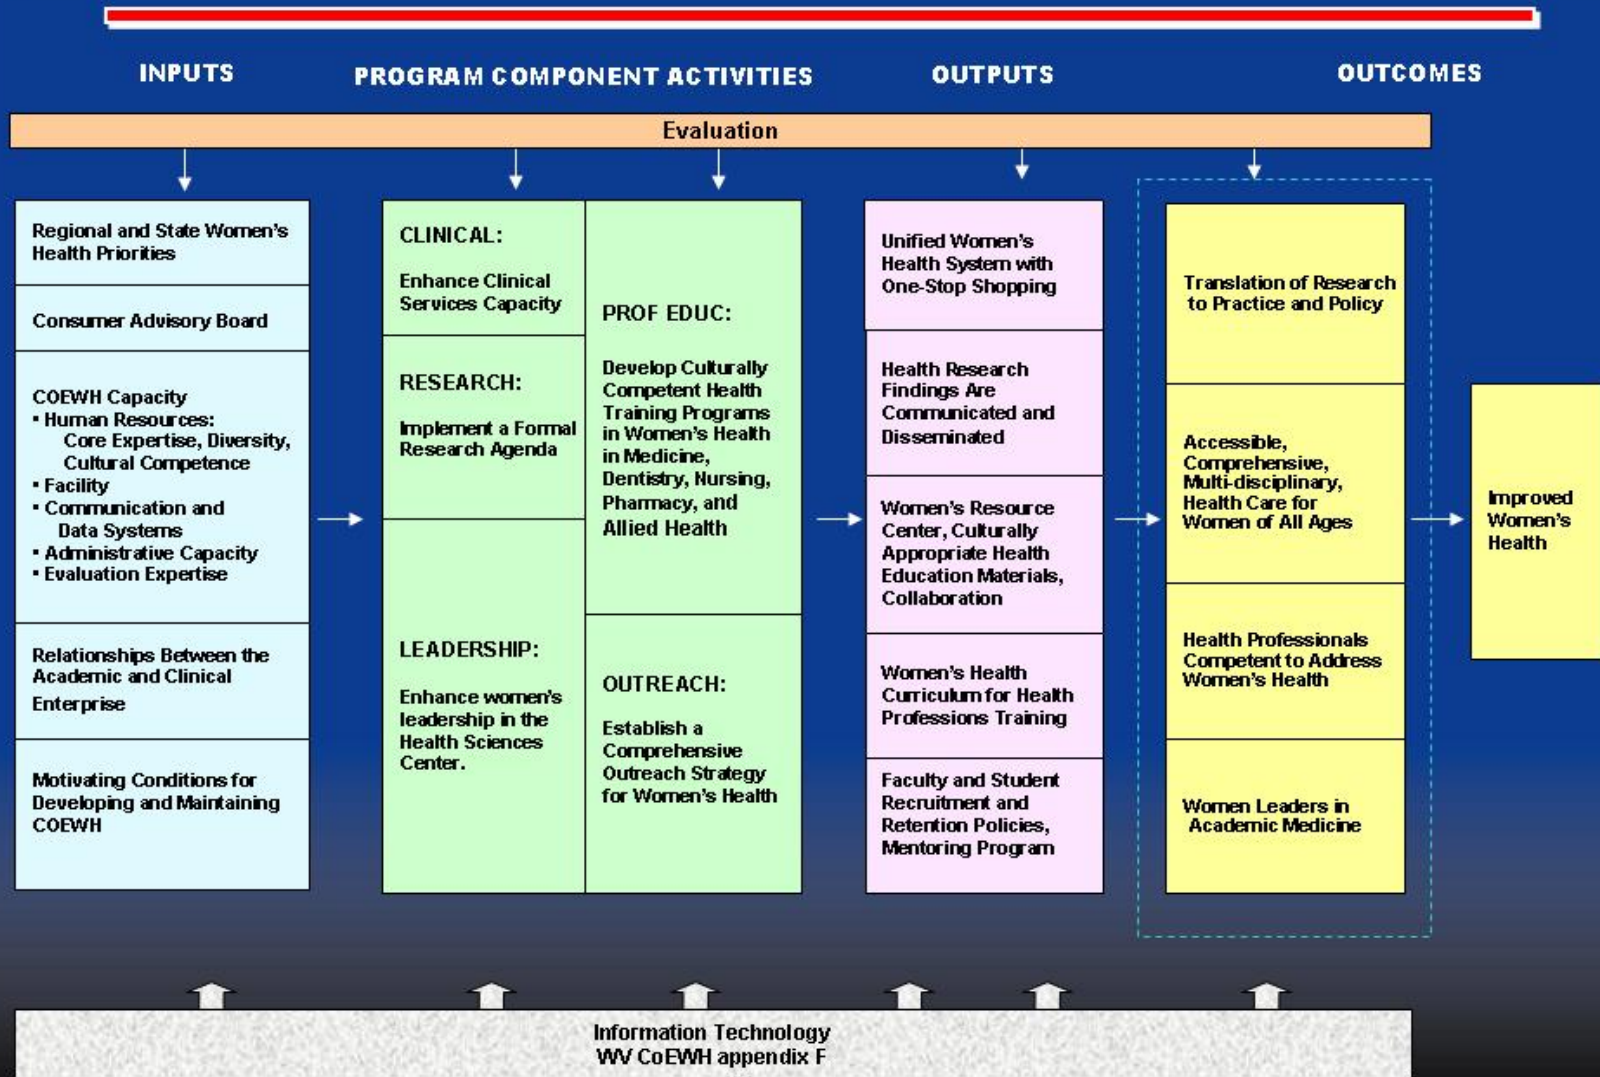 INPUTS
PROGRAM COMPONENT ACTIVITIES
OUTPUTS
OUTCOMES
Evaluation
Regional and State Women's
Health Priorities
Consumer Advisory Board
COEWH Capacity
▪ Human Resources:
Core Expertise, Diversity,
Cultural Competence
▪ Facility
▪ Communication and
Data Systems
▪ Administrative Capacity
▪ Evaluation Expertise
Relationships Between the
Academic and Clinical
Enterprise
Motivating Conditions for
Developing and Maintaining
COEWH
CLINICAL:
Enhance Clinical
Services Capacity
RESEARCH:
Implement a Formal
Research Agenda
LEADERSHIP:
Enhance women's
leadership in the
Health Sciences
Center.
PROF EDUC:
Develop Culturally
Competent Health
Training Programs
in Women's Health
in Medicine,
Dentistry, Nursing,
Pharmacy, and
Allied Health
OUTREACH:
Establish a
Comprehensive
Outreach Strategy
for Women's Health
Unified Women's
Health System with
One-Stop Shopping
Health Research
Findings Are
Communicated and
Disseminated
Women's Resource
Center, Culturally
Appropriate Health
Education Materials,
Collaboration
Women's Health
Curriculum for Health
Professions Training
Faculty and Student
Recruitment and
Retention Policies,
Mentoring Program
Translation of Research
to Practice and Policy
Accessible,
Comprehensive,
Multi-disciplinary,
Health Care for
Women of All Ages
Health Professionals
Competent to Address
Women's Health
Women Leaders in
Academic Medicine
Improved
Women's
Health
Information Technology
WV CoEWH appendix F